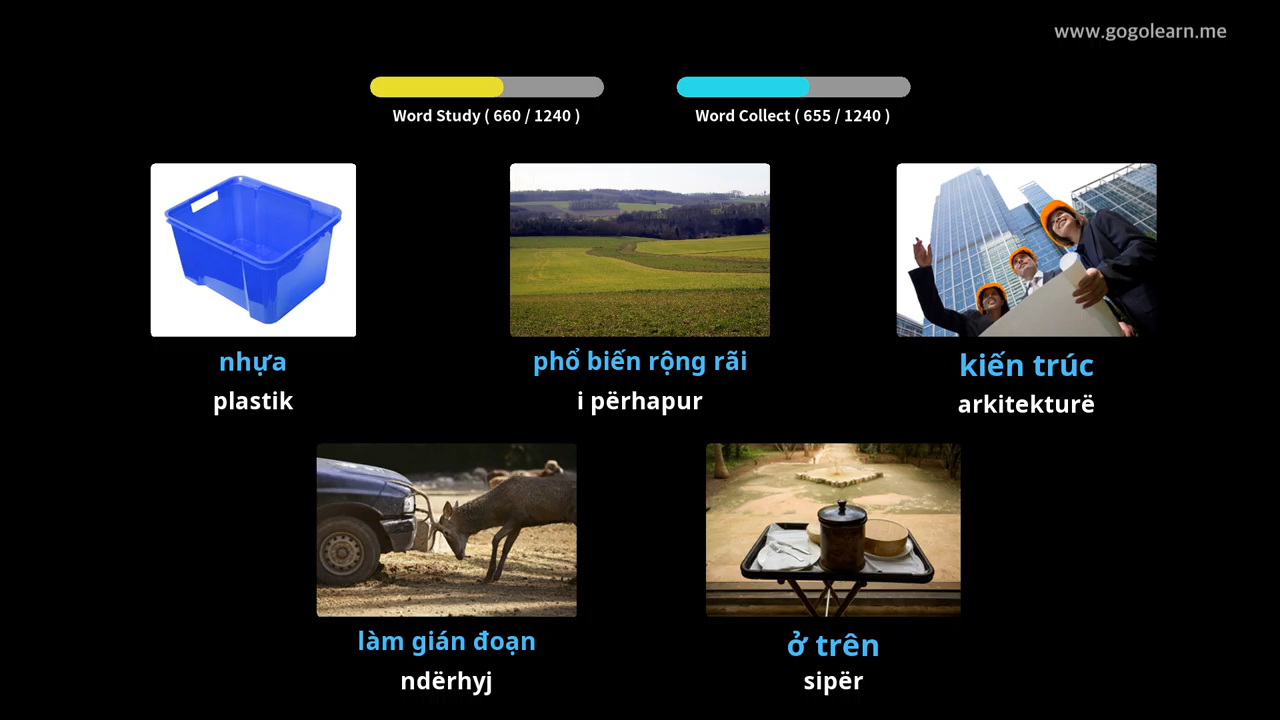 www.gogolearn.me
Word Study ( 660 / 1240 )
Word Collect ( 655 / 1240 )
nhựa
plastik
phổ biến rộng rãi
i përhapur
kiến trúc
arkitekturë
làm gián đoạn
ndërhyj
ở trên
sipër